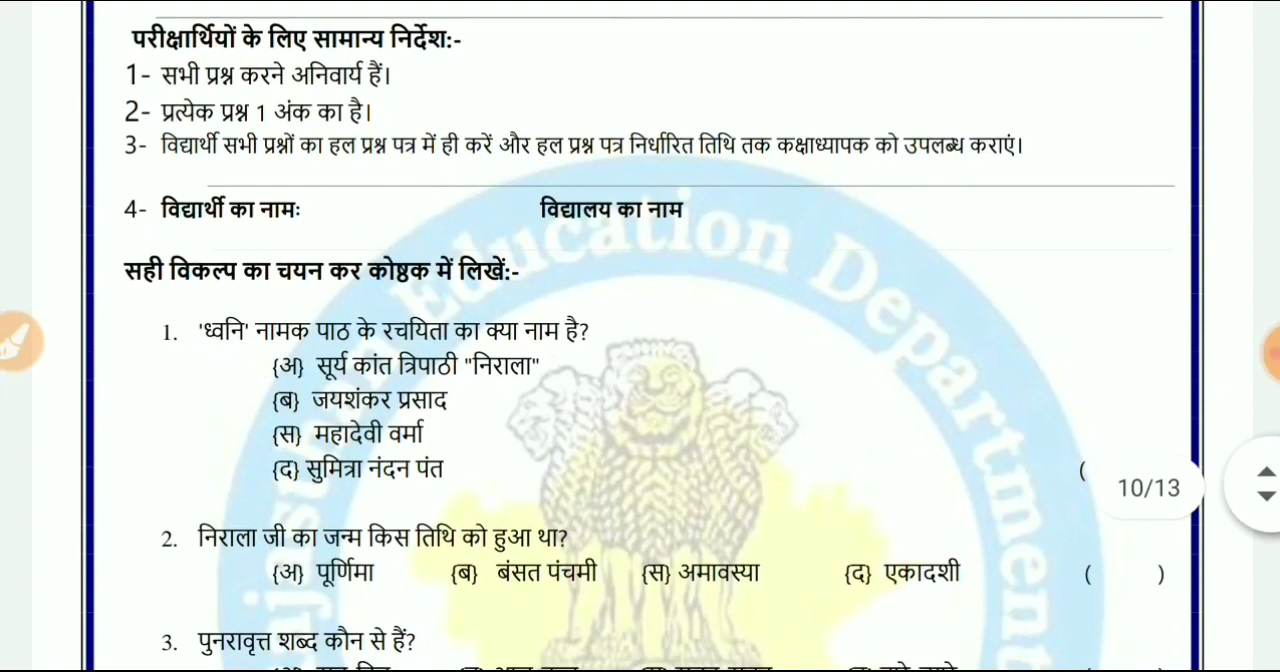 परीक्षार्थियों के लिए सामान्य निर्देश:-
1- सभी प्रश्न करने अनिवार्य हैं।
2- प्रत्येक प्रश्न 1 अंक का है।
3- विद्यार्थी सभी प्रश्नों का हल प्रश्न पत्र में ही करें और हल प्रश्न पत्र निर्धारित तिथि तक कक्षाध्यापक को उपलब्ध कराएं।
4- विद्यार्थी का नामः विद्यालय का नाम
Education Department
सही विकल्प का चयन कर कोष्ठक में लिखें:-
1. 'ध्वनि' नामक पाठ के रचयिता का क्या नाम है?
{अ} सूर्य कांत त्रिपाठी "निराला"
{ब} जयशंकर प्रसाद
{स} महादेवी वर्मा
{द} सुमित्रा नंदन पंत (
10/13
2. निराला जी का जन्म किस तिथि को हुआ था?
{अ} पूर्णिमा {ब} बंसत पंचमी {स} अमावस्या {द} एकादशी ( )
3. पुनरावृत्त शब्द कौन से हैं?